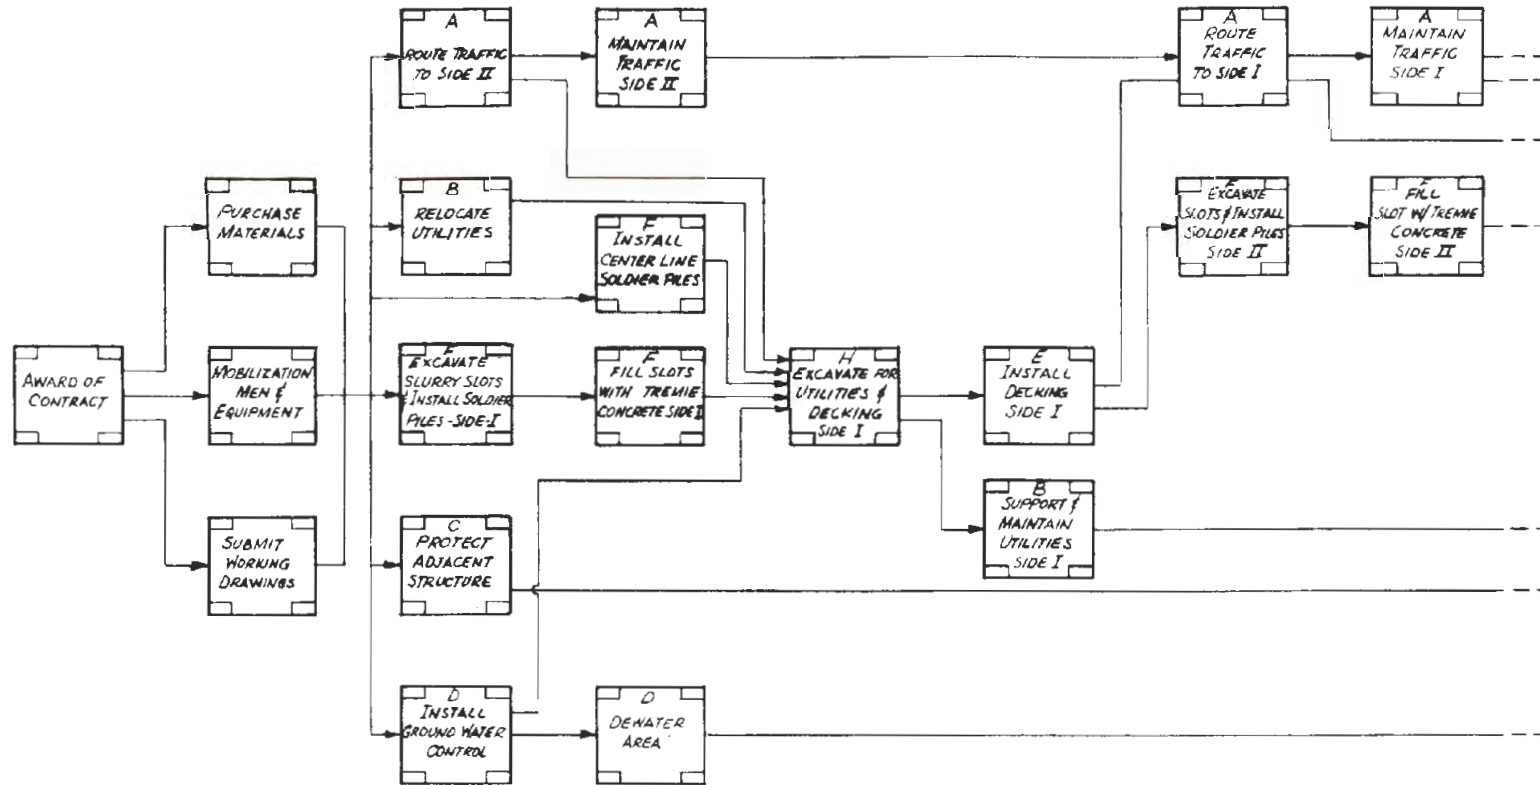 AWARD OF
CONTRACT
PURCHASE
MATERIALS
MOBILIZATION
MEN &
EQUIPMENT
SUBMIT
WORKING
DRAWINGS
A
ROUTE TRAFFIC
TO SIDE II
B
RELOCATE
UTILITIES
F
EXCAVATE
SLURRY SLOTS
& INSTALL SOLDIER
PILES-SIDE-I
C
PROTECT
ADJACENT
STRUCTURE
D
INSTALL
GROUND WATER
CONTROL
A
MAINTAIN
TRAFFIC
SIDE II
F
INSTALL
CENTER LINE
SOLDIER PILES
F
FILL SLOTS
WITH TREMIE
CONCRETE SIDE I
D
DEWATER
AREA
H
EXCAVATE FOR
UTILITIES &
DECKING
SIDE I
E
INSTALL
DECKING
SIDE I
B
SUPPORT &
MAINTAIN
UTILITIES
SIDE I
A
ROUTE
TRAFFIC
TO SIDE I
F
EXCAVATE
SLOTS & INSTALL
SOLDIER PILES
SIDE II
A
MAINTAIN
TRAFFIC
SIDE I
F
FILL
SLOT W/ TREMIE
CONCRETE
SIDE II